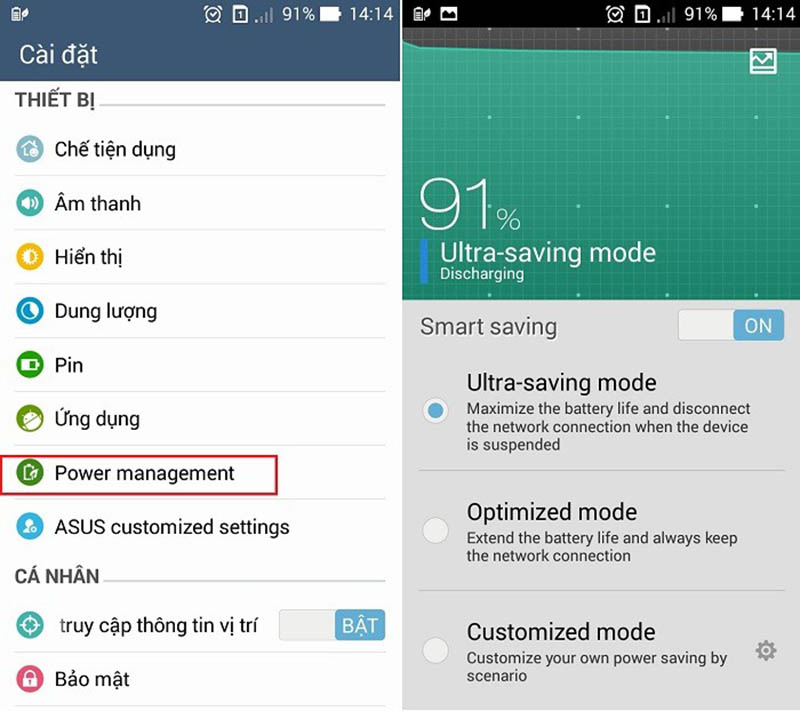 91% 14:14
Cài đặt
THIẾT BỊ
Chế tiện dụng
Âm thanh
Hiển thị
Dung lượng
Pin
Ứng dụng
Power management
ASUS customized settings
CÁ NHÂN
truy cập thông tin vị trí BẬT
Bảo mật
1 91% 14:14
91%
Ultra-saving mode
Discharging
Smart saving ON
Ultra-saving mode
Maximize the battery life and disconnect
the network connection when the device
is suspended
Optimized mode
Extend the battery life and always keep
the network connection
Customized mode
Customize your own power saving by
scenario